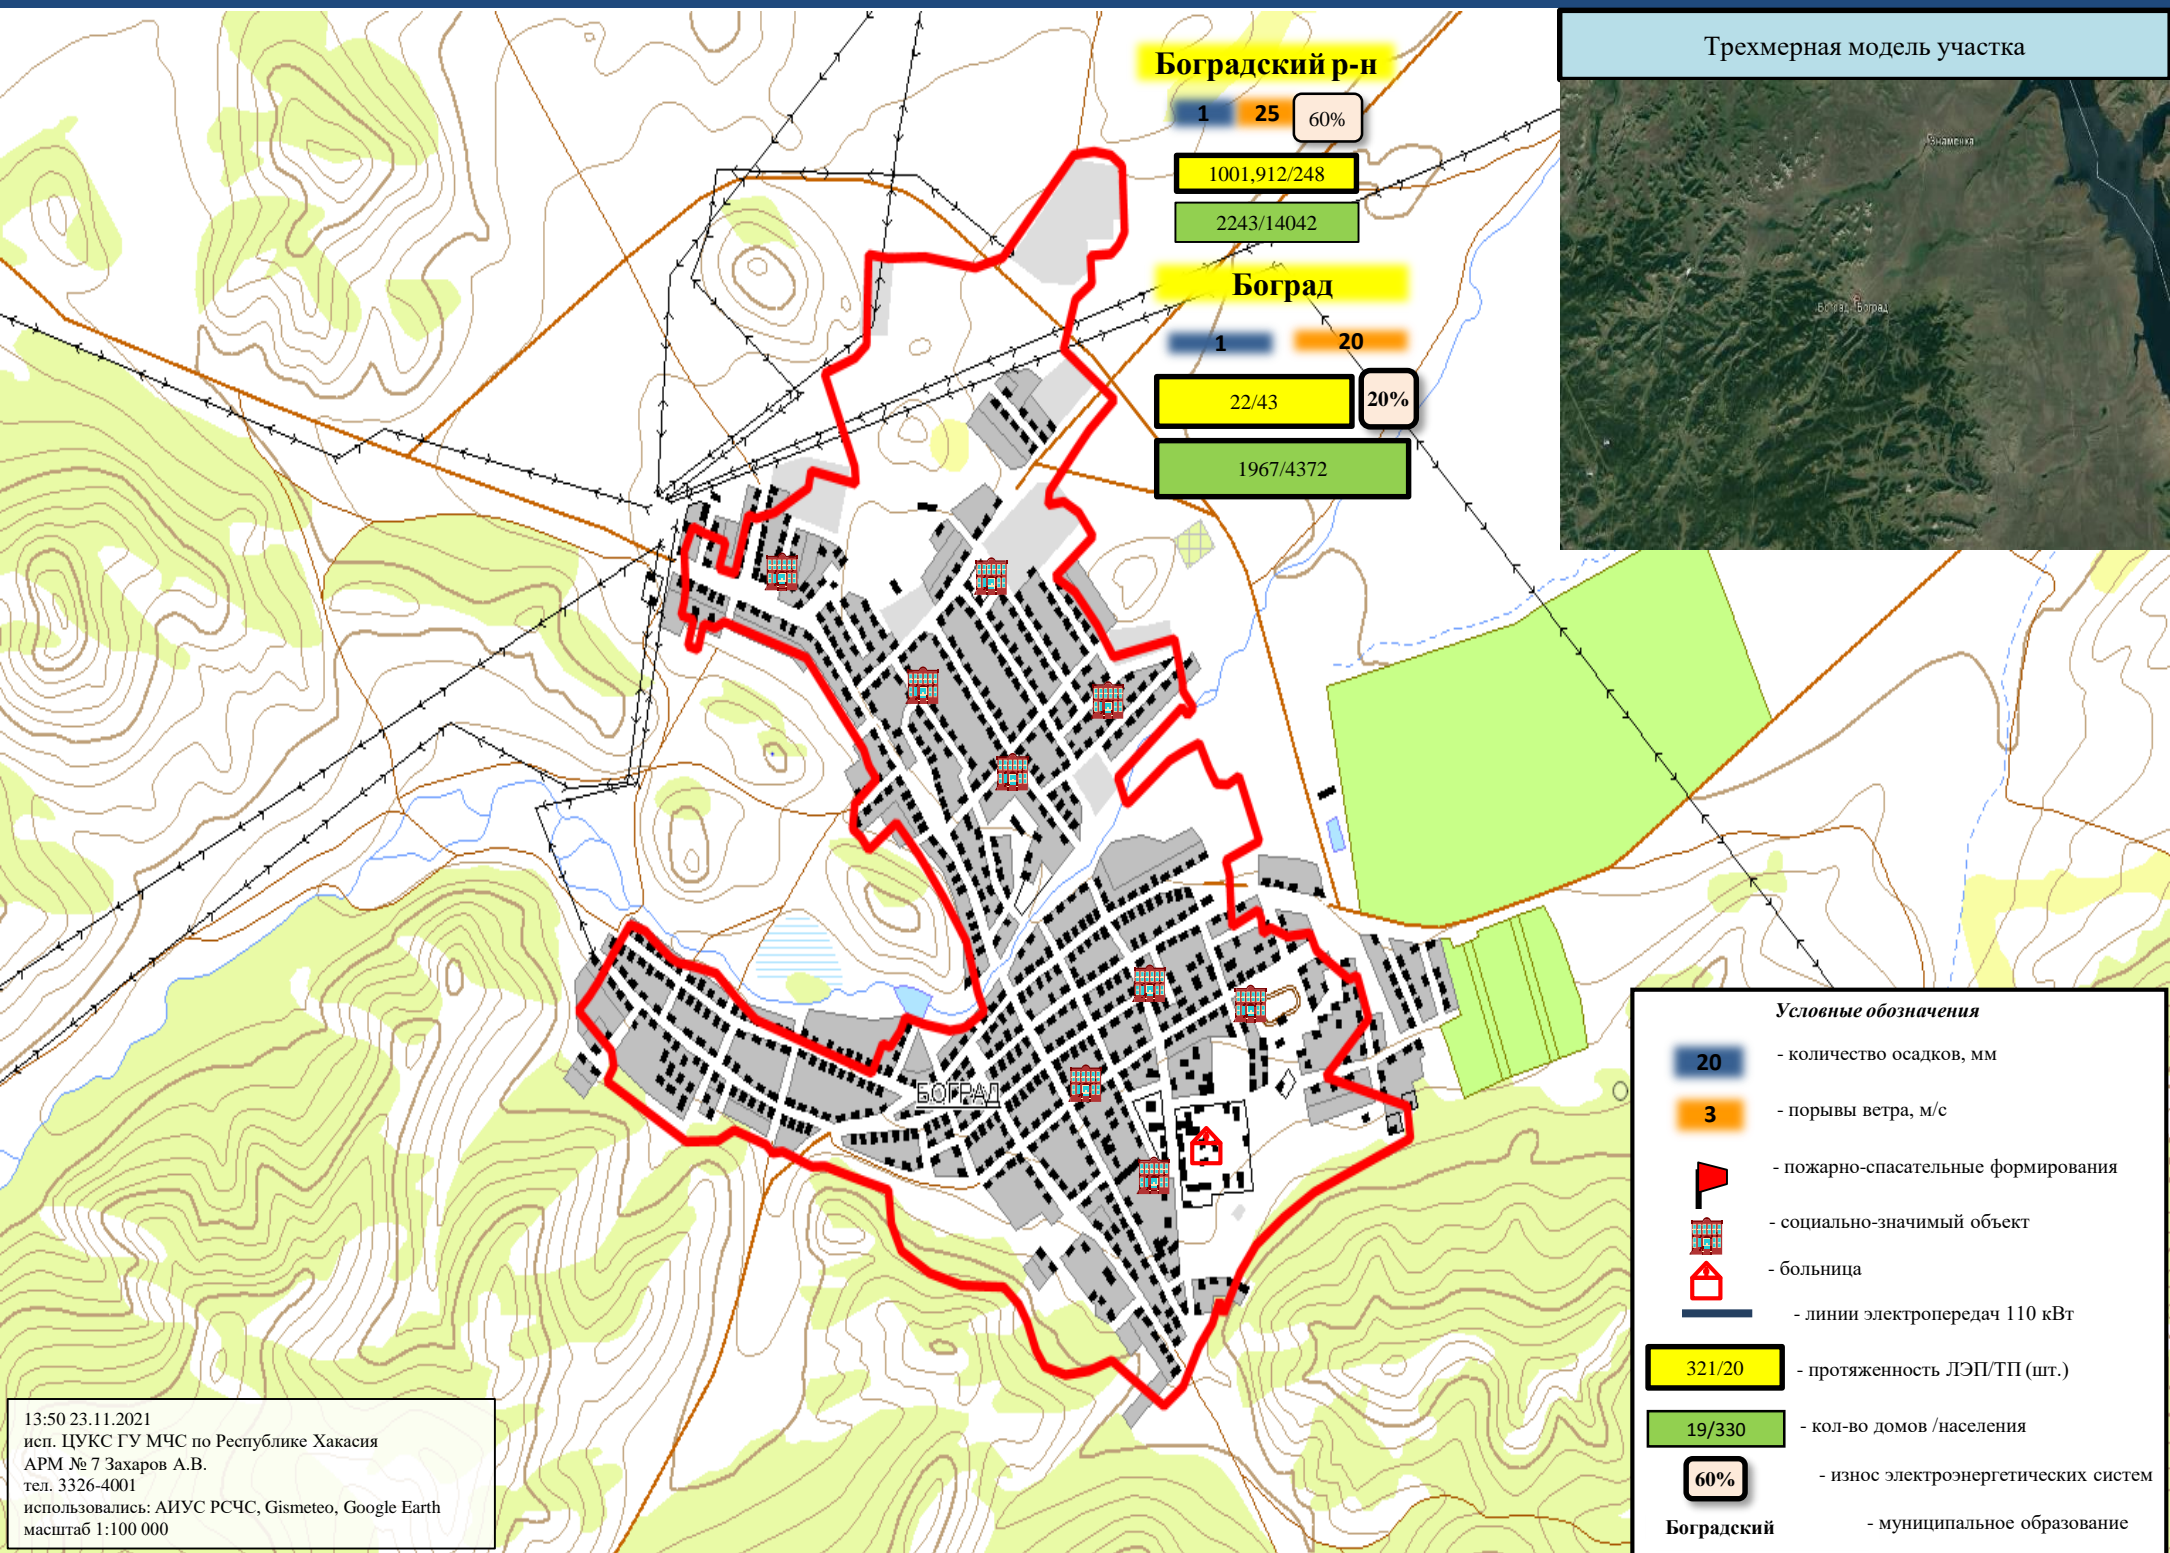 Боградский р-н
1
25
60%
1001,912/248
2243/14042
Боград
1
20
22/43
20%
1967/4372
Трехмерная модель участка
Знаменка
Боград
БОГРАД
Условные обозначения
20 - количество осадков, мм
3 - порывы ветра, м/с
- пожарно-спасательные формирования
- социально-значимый объект
- больница
- линии электропередач 110 кВт
321/20 - протяженность ЛЭП/ТП (шт.)
19/330 - кол-во домов /населения
60% - износ электроэнергетических систем
Боградский - муниципальное образование
13:50 23.11.2021
исп. ЦУКС ГУ МЧС по Республике Хакасия
АРМ № 7 Захаров А.В.
тел. 3326-4001
использовались: АИУС РСЧС, Gismeteo, Google Earth
масштаб 1:100 000